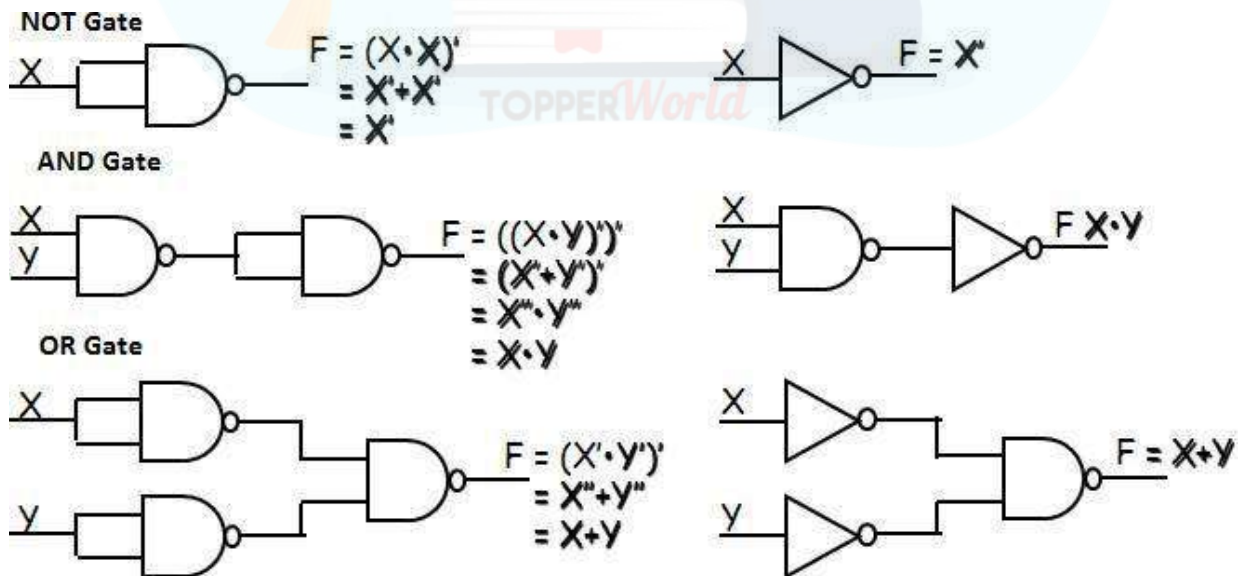 NOT Gate
X
F = (X·X)'
= X'+X'
= X'
X
F = X'
TOPPERWorld
AND Gate
X
Y
F = ((X·Y)')'
= (X'+Y')'
= X''·Y''
= X·Y
X
Y
F X·Y
OR Gate
X
Y
F = (X'·Y')'
= X''+Y''
= X+Y
X
Y
F = X+Y